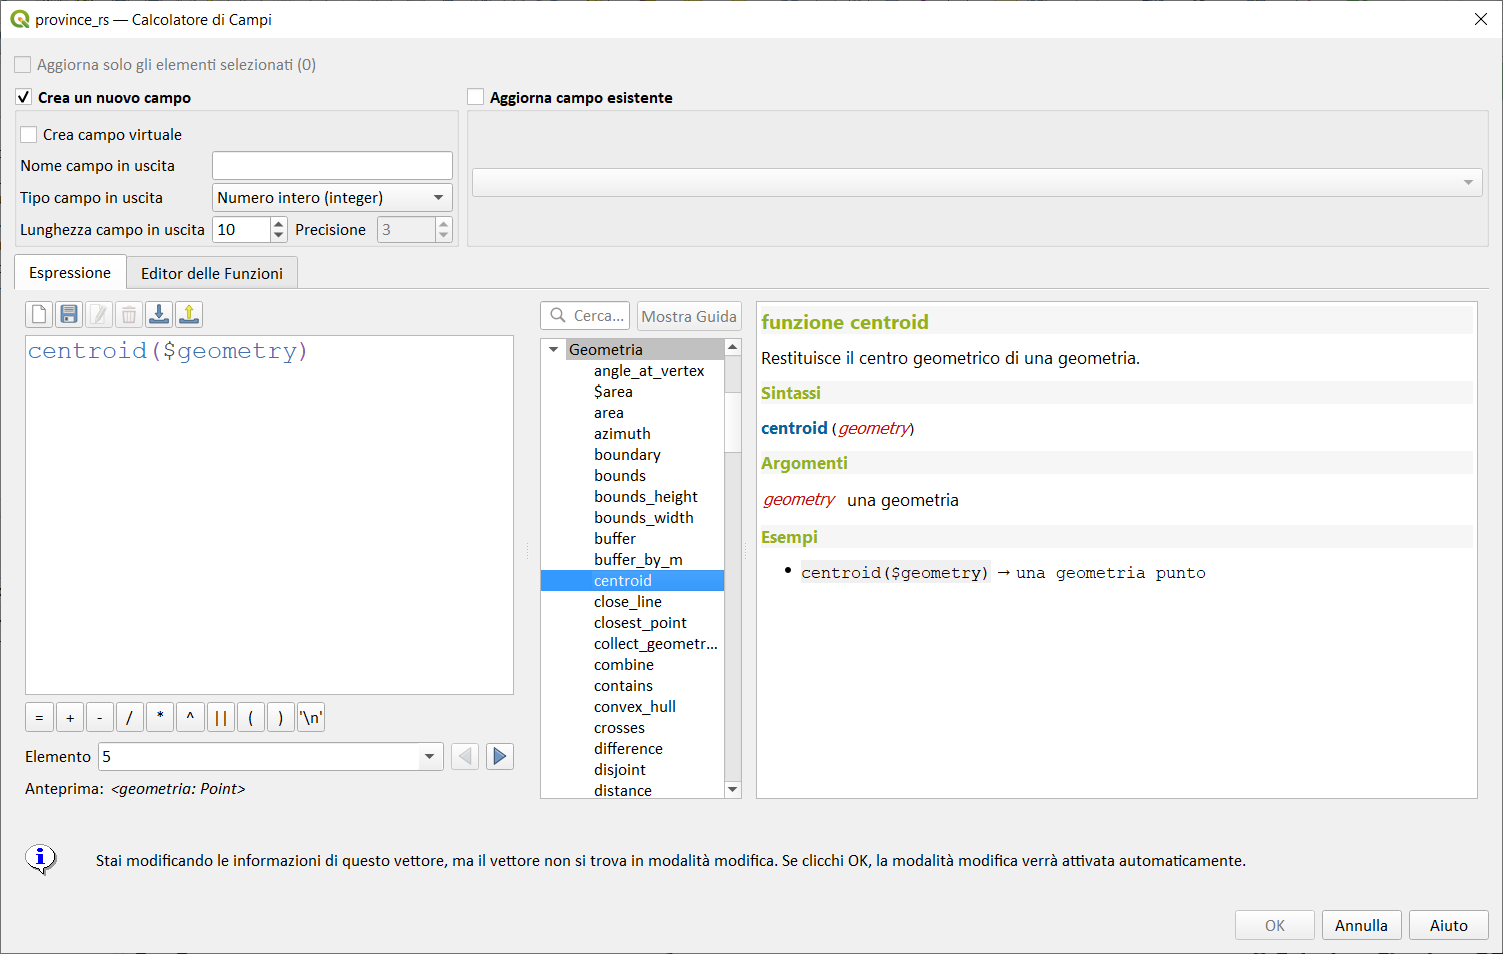 province_rs — Calcolatore di Campi
Aggiorna solo gli elementi selezionati (0)
Crea un nuovo campo
Aggiorna campo esistente
Crea campo virtuale
Nome campo in uscita
Tipo campo in uscita Numero intero (integer)
Lunghezza campo in uscita 10 Precisione 3
Espressione Editor delle Funzioni
Cerca... Mostra Guida
centroid($geometry)
Geometria
angle_at_vertex
$area
area
azimuth
boundary
bounds
bounds_height
bounds_width
buffer
buffer_by_m
centroid
close_line
closest_point
collect_geometr...
combine
contains
convex_hull
crosses
difference
disjoint
distance
funzione centroid
Restituisce il centro geometrico di una geometria.
Sintassi
centroid (geometry)
Argomenti
geometry una geometria
Esempi
• centroid($geometry) → una geometria punto
= + - / * ^ || ( ) '\n'
Elemento 5
Anteprima: <geometria: Point>
Stai modificando le informazioni di questo vettore, ma il vettore non si trova in modalità modifica. Se clicchi OK, la modalità modifica verrà attivata automaticamente.
OK Annulla Aiuto